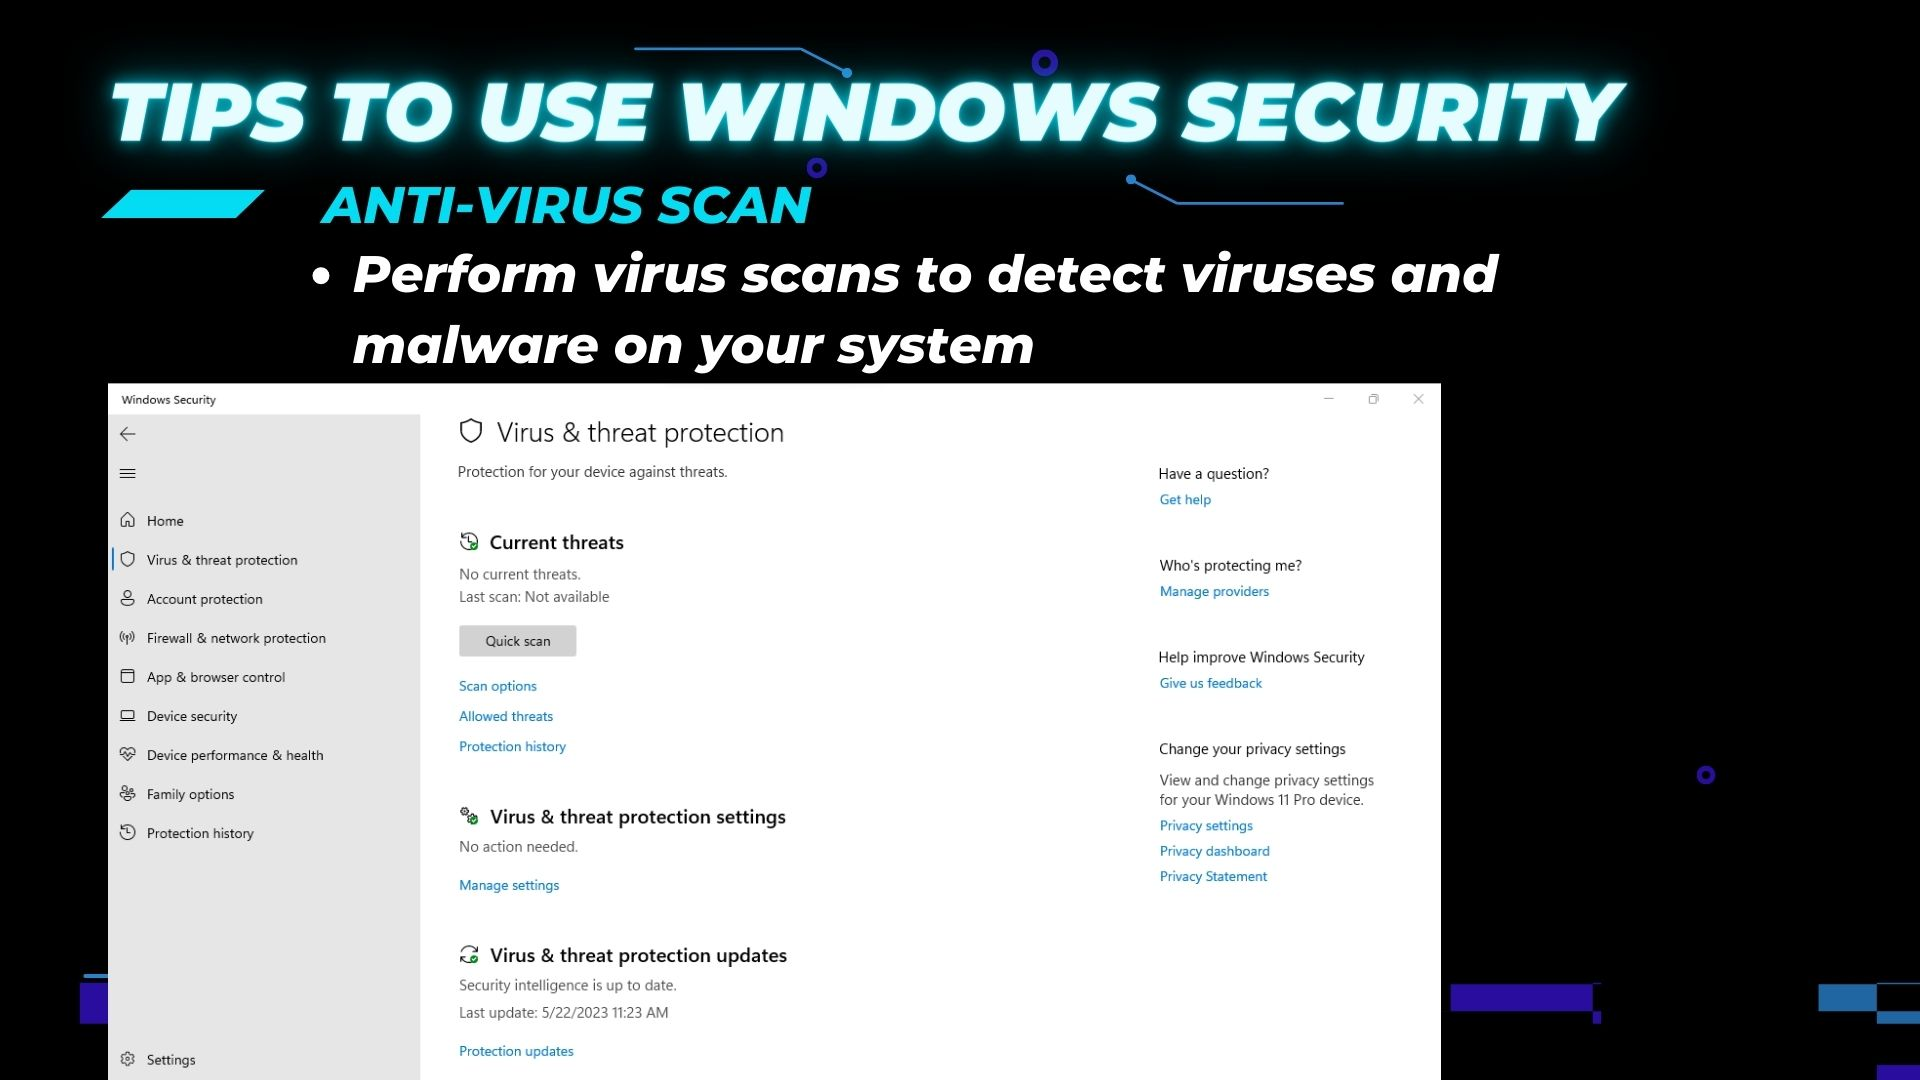 TIPS TO USE WINDOWS SECURITY
ANTI-VIRUS SCAN
• Perform virus scans to detect viruses and
malware on your system
Windows Security
Home
Virus & threat protection
Account protection
Firewall & network protection
App & browser control
Device security
Device performance & health
Family options
Protection history
Settings
Virus & threat protection
Protection for your device against threats.
Current threats
No current threats.
Last scan: Not available
Quick scan
Scan options
Allowed threats
Protection history
Virus & threat protection settings
No action needed.
Manage settings
Virus & threat protection updates
Security intelligence is up to date.
Last update: 5/22/2023 11:23 AM
Protection updates
Have a question?
Get help
Who's protecting me?
Manage providers
Help improve Windows Security
Give us feedback
Change your privacy settings
View and change privacy settings
for your Windows 11 Pro device.
Privacy settings
Privacy dashboard
Privacy Statement